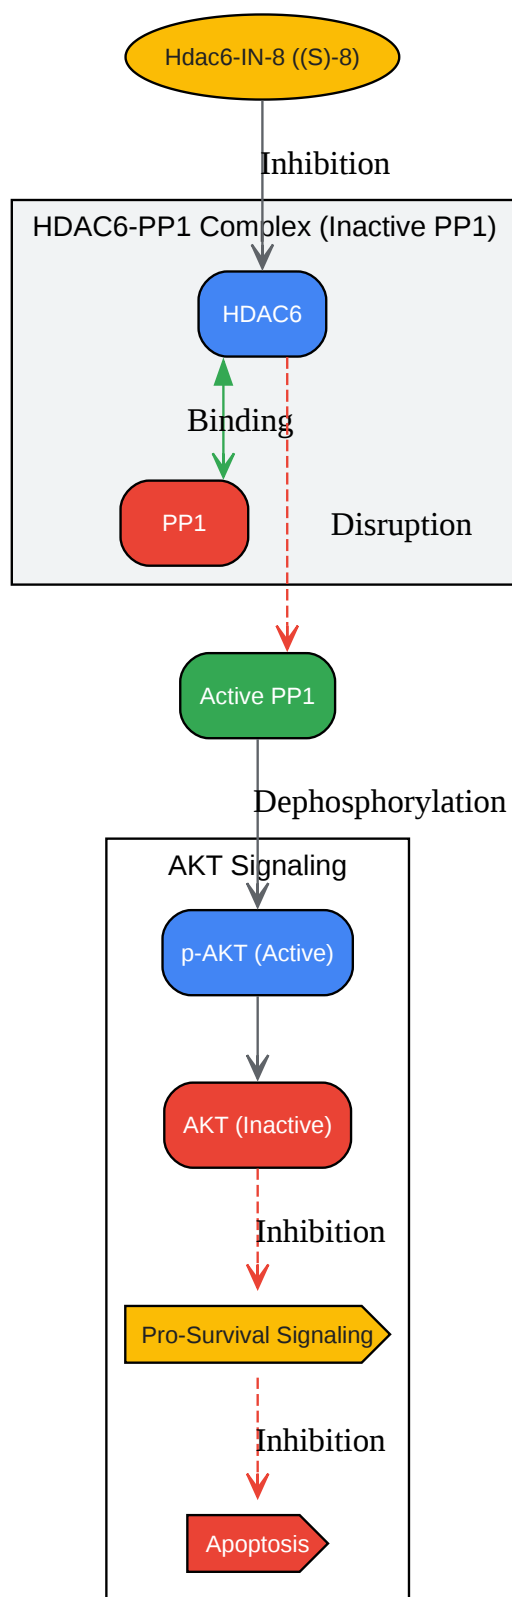 Hdac6-IN-8 ((S)-8)
Inhibition
HDAC6-PP1 Complex (Inactive PP1)
HDAC6
Binding
PP1
Disruption
Active PP1
Dephosphorylation
AKT Signaling
p-AKT (Active)
AKT (Inactive)
Inhibition
Pro-Survival Signaling
Inhibition
Apoptosis